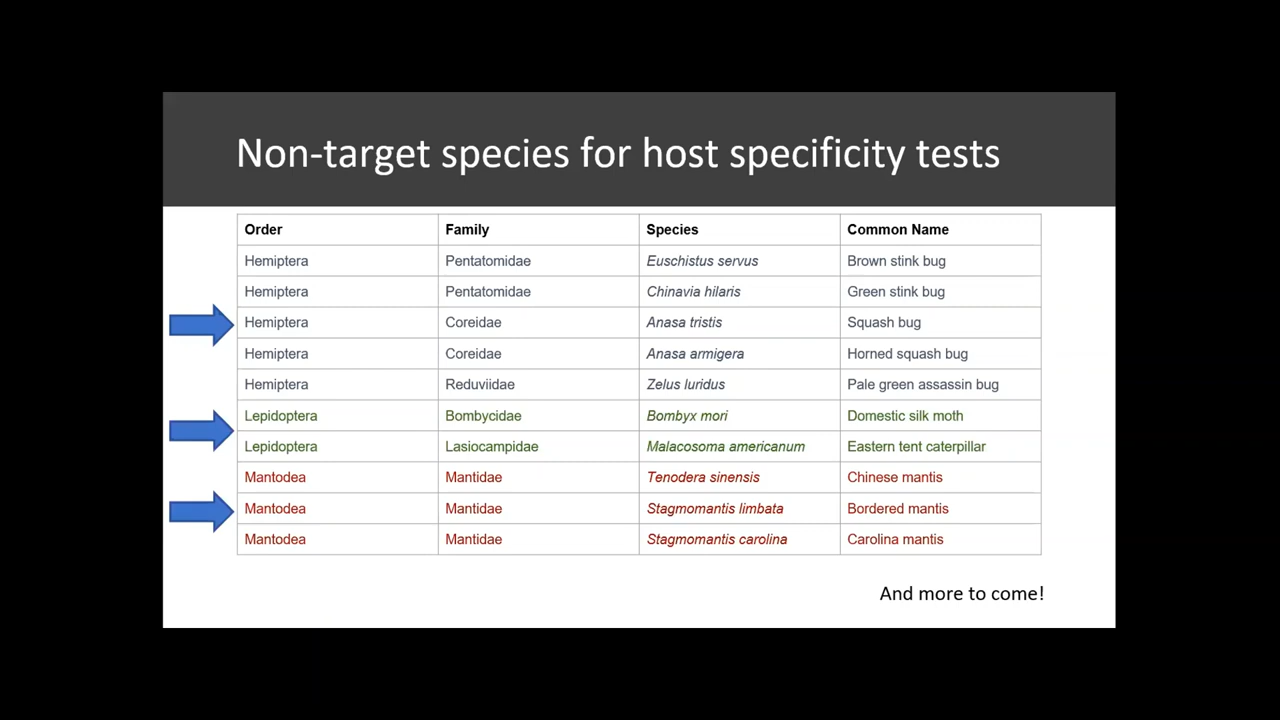 Non-target species for host specificity tests
Order Family Species Common Name
Hemiptera Pentatomidae Euschistus servus Brown stink bug
Hemiptera Pentatomidae Chinavia hilaris Green stink bug
Hemiptera Coreidae Anasa tristis Squash bug
Hemiptera Coreidae Anasa armigera Horned squash bug
Hemiptera Reduviidae Zelus luridus Pale green assassin bug
Lepidoptera Bombycidae Bombyx mori Domestic silk moth
Lepidoptera Lasiocampidae Malacosoma americanum Eastern tent caterpillar
Mantodea Mantidae Tenodera sinensis Chinese mantis
Mantodea Mantidae Stagmomantis limbata Bordered mantis
Mantodea Mantidae Stagmomantis carolina Carolina mantis
And more to come!